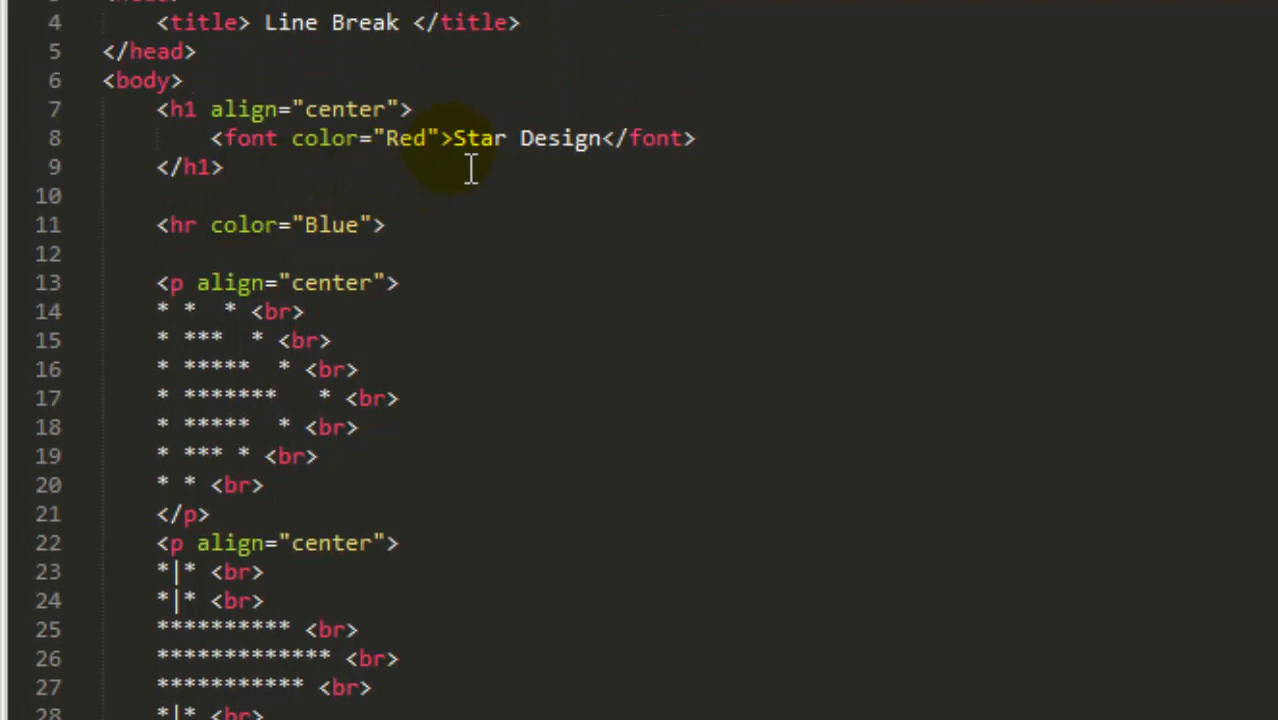 4 <title> Line Break </title>
5 </head>
6 <body>
7 <h1 align="center">
8 <font color="Red">Star Design</font>
9 </h1>
10
11 <hr color="Blue">
12
13 <p align="center">
14 * *  * <br>
15 * ***  * <br>
16 * *****  * <br>
17 * *******   * <br>
18 * *****  * <br>
19 * *** * <br>
20 * * <br>
21 </p>
22 <p align="center">
23 *|* <br>
24 *|* <br>
25 ********** <br>
26 ************* <br>
27 *********** <br>
28 *|* <br>